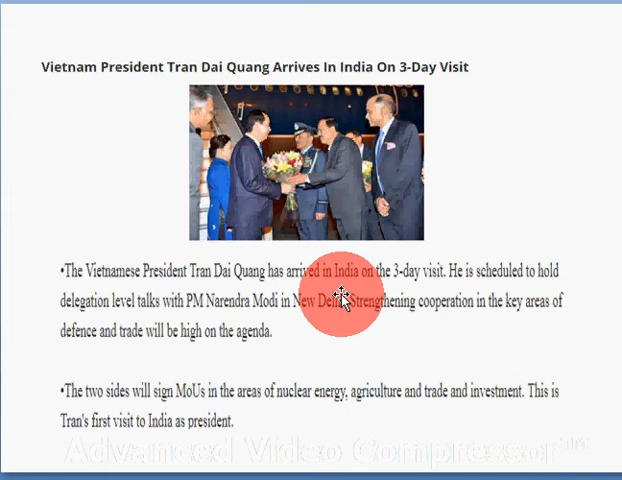 Vietnam President Tran Dai Quang Arrives In India On 3-Day Visit
•The Vietnamese President Tran Dai Quang has arrived in India on the 3-day visit. He is scheduled to hold
delegation level talks with PM Narendra Modi in New Delhi. Strengthening cooperation in the key areas of
defence and trade will be high on the agenda.
•The two sides will sign MoUs in the areas of nuclear energy, agriculture and trade and investment. This is
Tran's first visit to India as president.
Advanced Video Compressor™